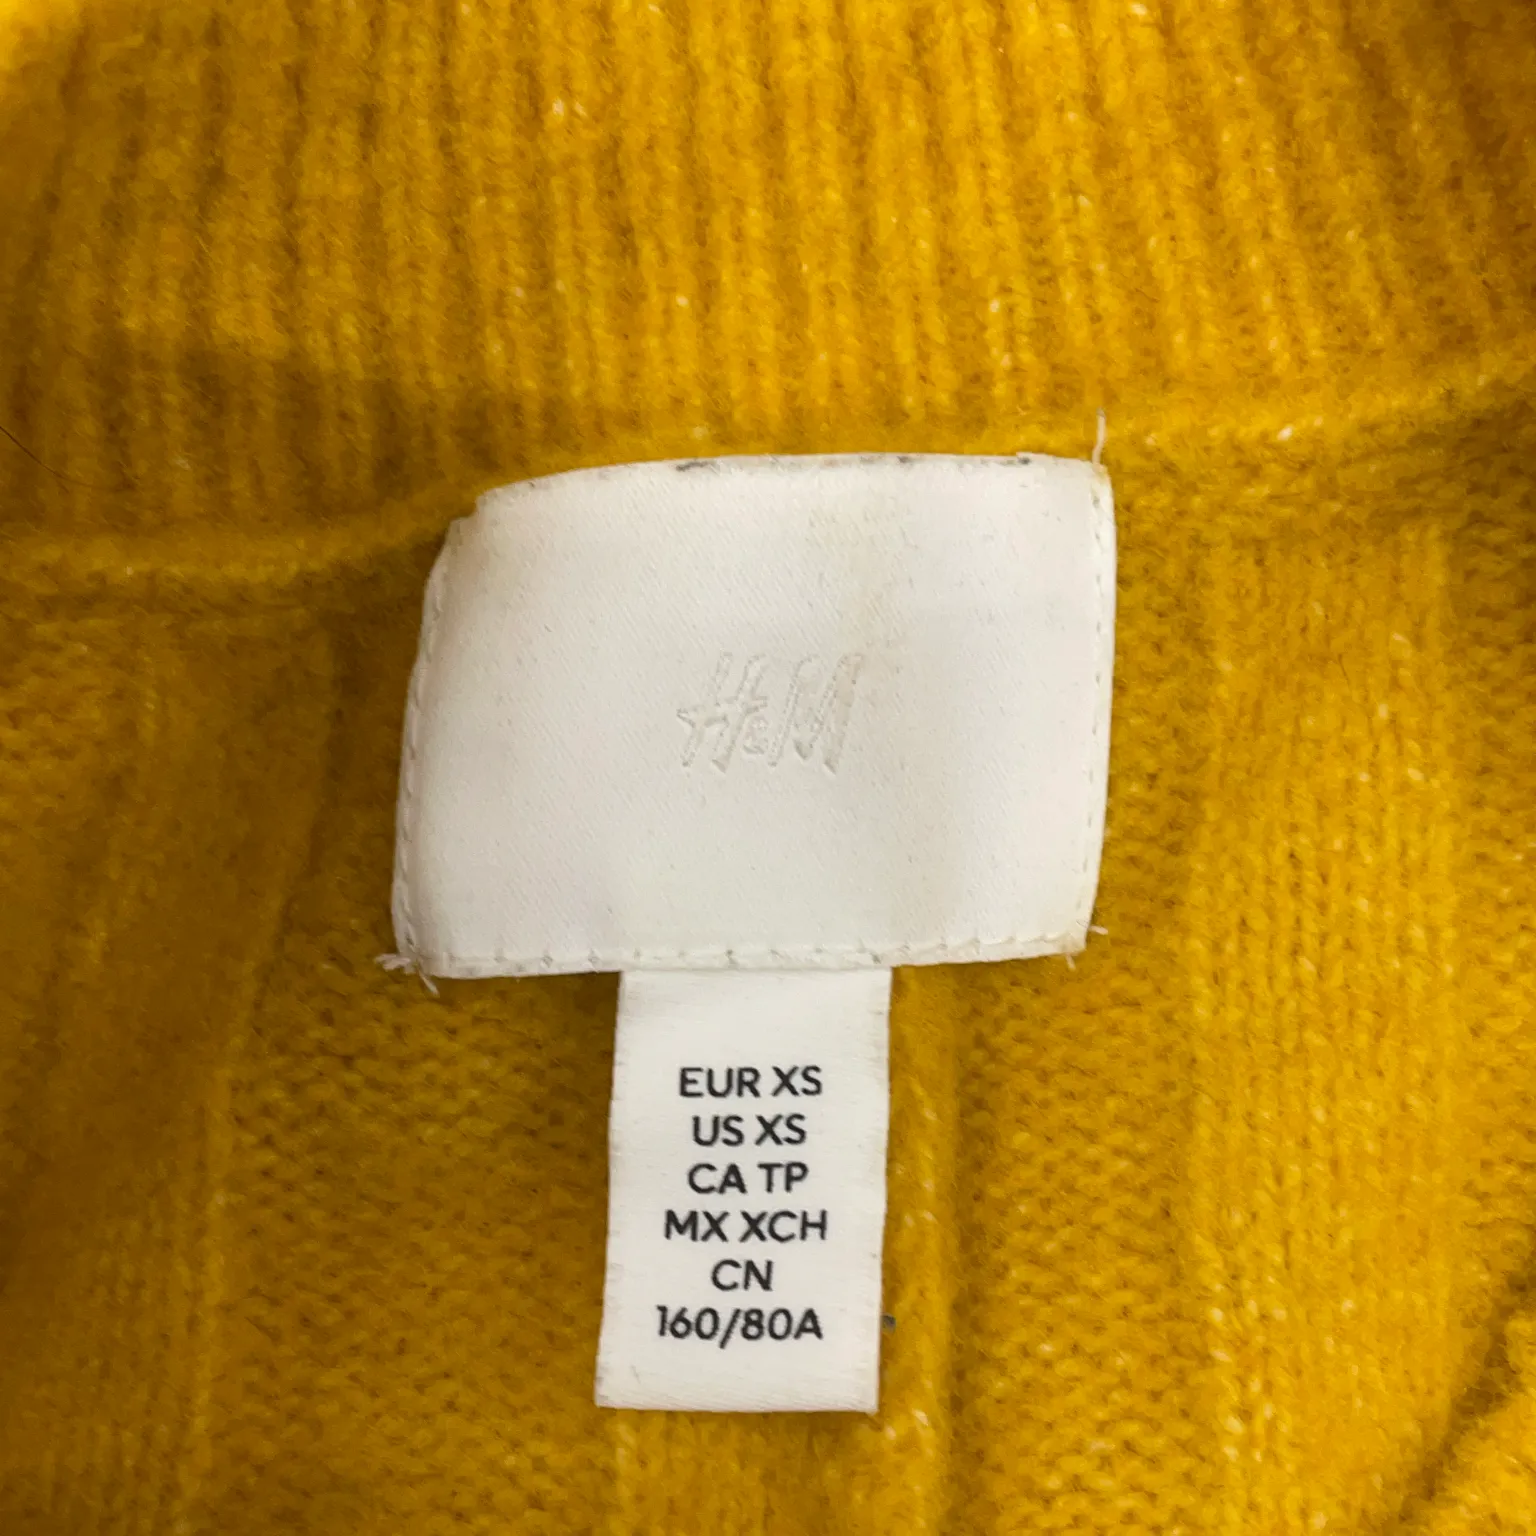 H&M
EUR XS
US XS
CA TP
MX XCH
CN
160/80A